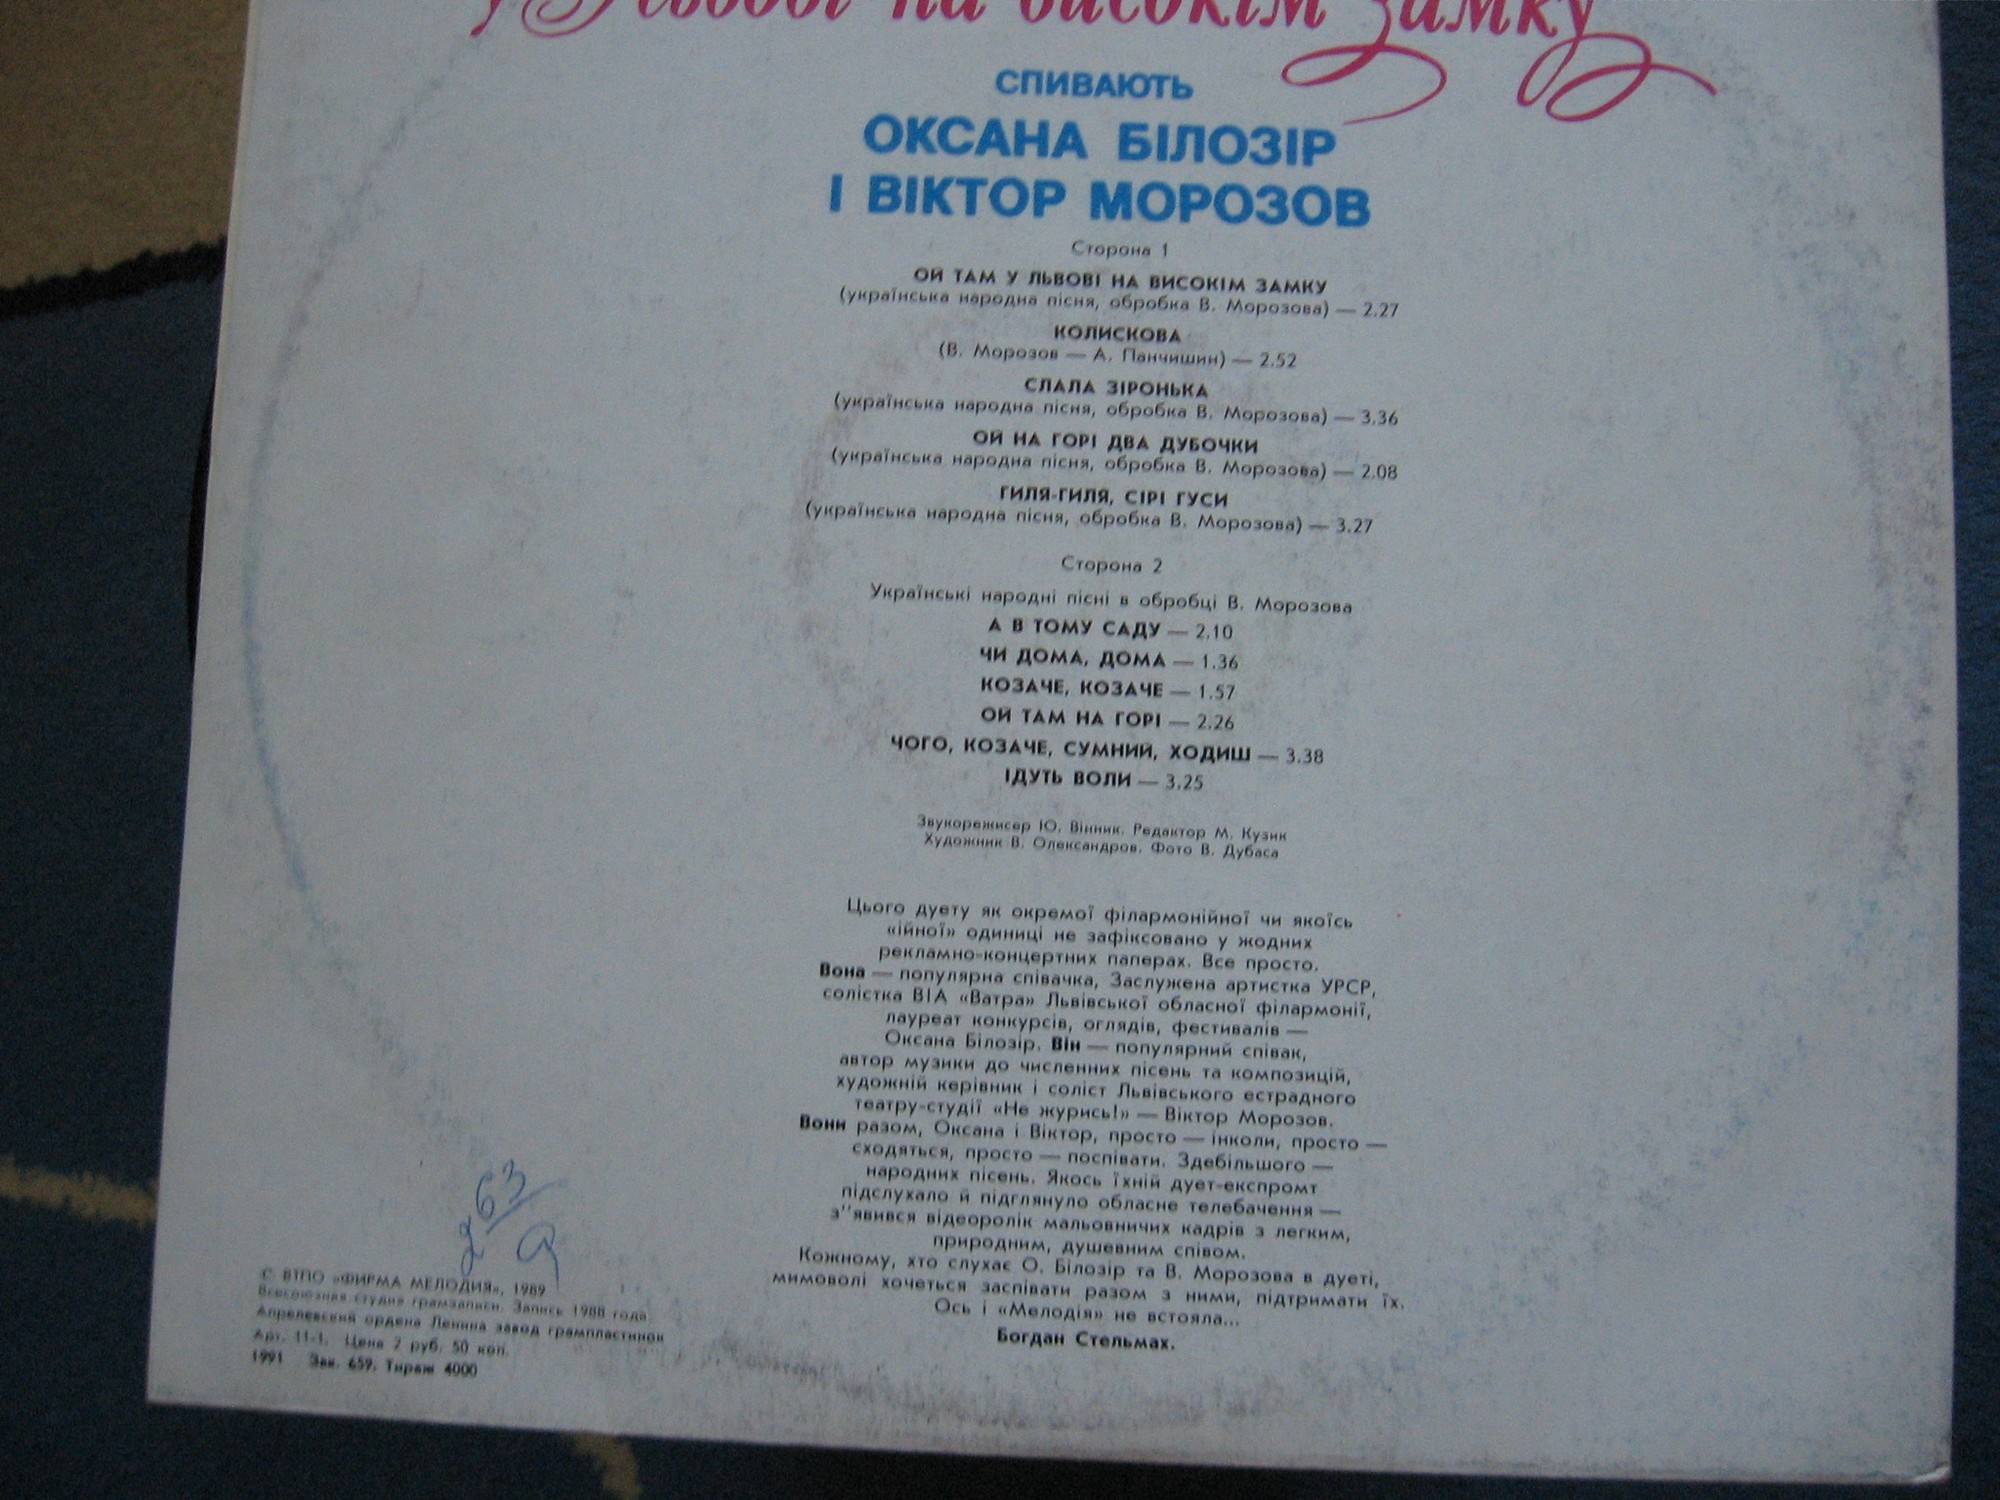 у Львові на високім замку
СПИВАЮТЬ
ОКСАНА БІЛОЗІР
І ВІКТОР МОРОЗОВ
Сторона 1
ОЙ ТАМ У ЛЬВОВІ НА ВИСОКІМ ЗАМКУ
(українська народна пісня, обробка В. Морозова) — 2.27
КОЛИСКОВА
(В. Морозов — А. Панчишин) — 2.52
СЛАЛА ЗІРОНЬКА
(українська народна пісня, обробка В. Морозова) — 3.36
ОЙ НА ГОРІ ДВА ДУБОЧКИ
(українська народна пісня, обробка В. Морозова) — 2.08
ГИЛЯ-ГИЛЯ, СІРІ ГУСИ
(українська народна пісня, обробка В. Морозова) — 3.27
Сторона 2
Українські народні пісні в обробці В. Морозова
А В ТОМУ САДУ — 2.10
ЧИ ДОМА, ДОМА — 1.36
КОЗАЧЕ, КОЗАЧЕ — 1.57
ОЙ ТАМ НА ГОРІ — 2.26
ЧОГО, КОЗАЧЕ, СУМНИЙ, ХОДИШ — 3.38
ІДУТЬ ВОЛИ — 3.25
Звукорежисер Ю. Вінник. Редактор М. Кузик
Художник В. Олександров. Фото В. Дубаса
Цього дуету як окремої філармонійної чи якоїсь
«ійної» одиниці не зафіксовано у жодних
рекламно-концертних паперах. Все просто.
Вона — популярна співачка, Заслужена артистка УРСР,
солістка ВІА «Ватра» Львівської обласної філармонії,
лауреат конкурсів, оглядів, фестивалів —
Оксана Білозір. Він — популярний співак,
автор музики до численних пісень та композицій,
художній керівник і соліст Львівського естрадного
театру-студії «Не журись!» — Віктор Морозов.
Вони разом, Оксана і Віктор, просто — інколи, просто —
сходяться, просто — поспівати. Здебільшого —
народних пісень. Якось їхній дует-експромт
підслухало й підглянуло обласне телебачення —
з''явився відеоролік мальовничих кадрів з легким,
природним, душевним співом.
Кожному, хто слухає О. Білозір та В. Морозова в дуеті,
мимоволі хочеться заспівати разом з ними, підтримати їх.
Ось і «Мелодія» не встояла...
Богдан Стельмах.
263
С ВТПО «ФИРМА МЕЛОДИЯ», 1989
Всесоюзная студия грамзаписи. Запись 1988 года
Апрелевский ордена Ленина завод грампластинок
Арт. 11-1. Цена 2 руб. 50 коп.
1991 Зак. 659. Тираж 4000